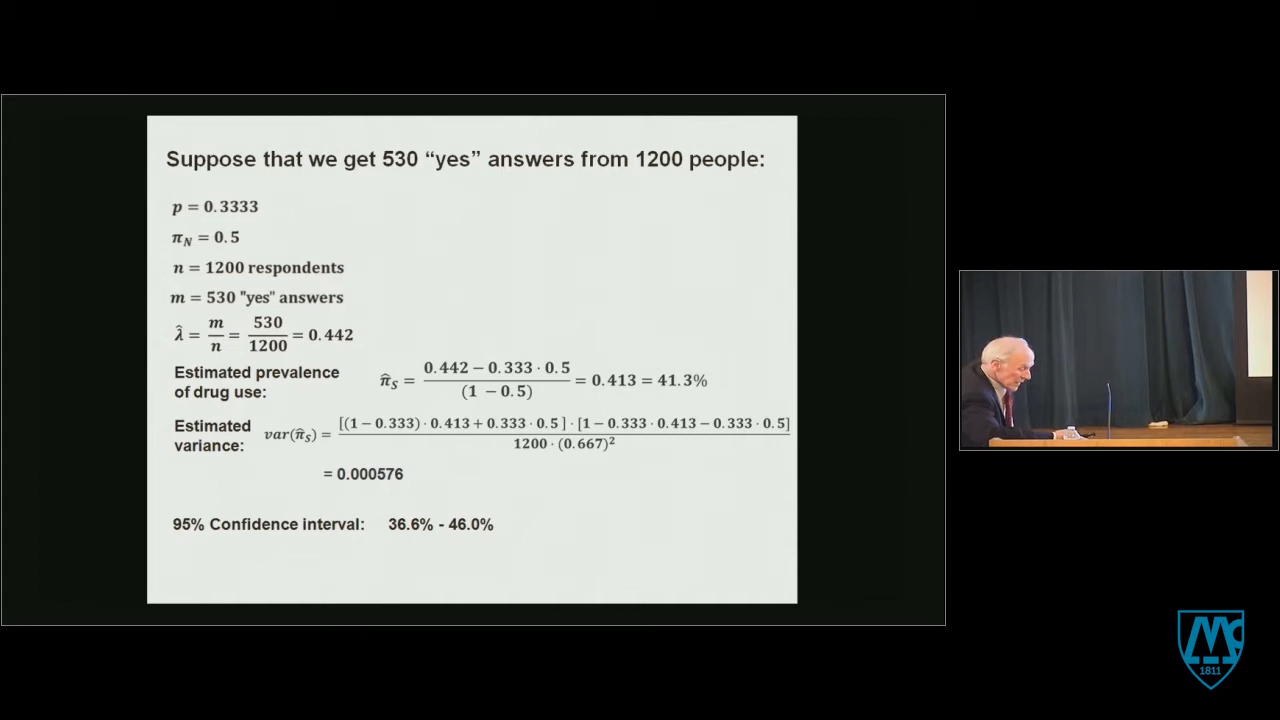 Suppose that we get 530 “yes” answers from 1200 people:
p = 0.3333
π_N = 0.5
n = 1200 respondents
m = 530 "yes" answers
λ̂ = m/n = 530/1200 = 0.442
Estimated prevalence
of drug use:
π̂_S = (0.442 − 0.333 · 0.5)/(1 − 0.5) = 0.413 = 41.3%
Estimated
variance:
var(π̂_S) = [(1 − 0.333) · 0.413 + 0.333 · 0.5 ] · [1 − 0.333 · 0.413 − 0.333 · 0.5]/1200 · (0.667)²
= 0.000576
95% Confidence interval: 36.6% - 46.0%
Mc
1811